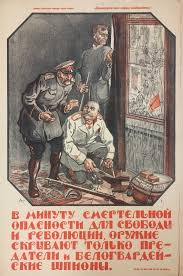 В МИНУТУ СМЕРТЕЛЬНОЙ
ОПАСНОСТИ ДЛЯ СВОБОДЫ
И РЕВОЛЮЦИИ, ОРУЖИЕ
СКРЫВАЮТ ТОЛЬКО ПРЕ-
ДАТЕЛИ И БЕЛОГВАРДЕЙ-
СКИЕ ШПИОНЫ.